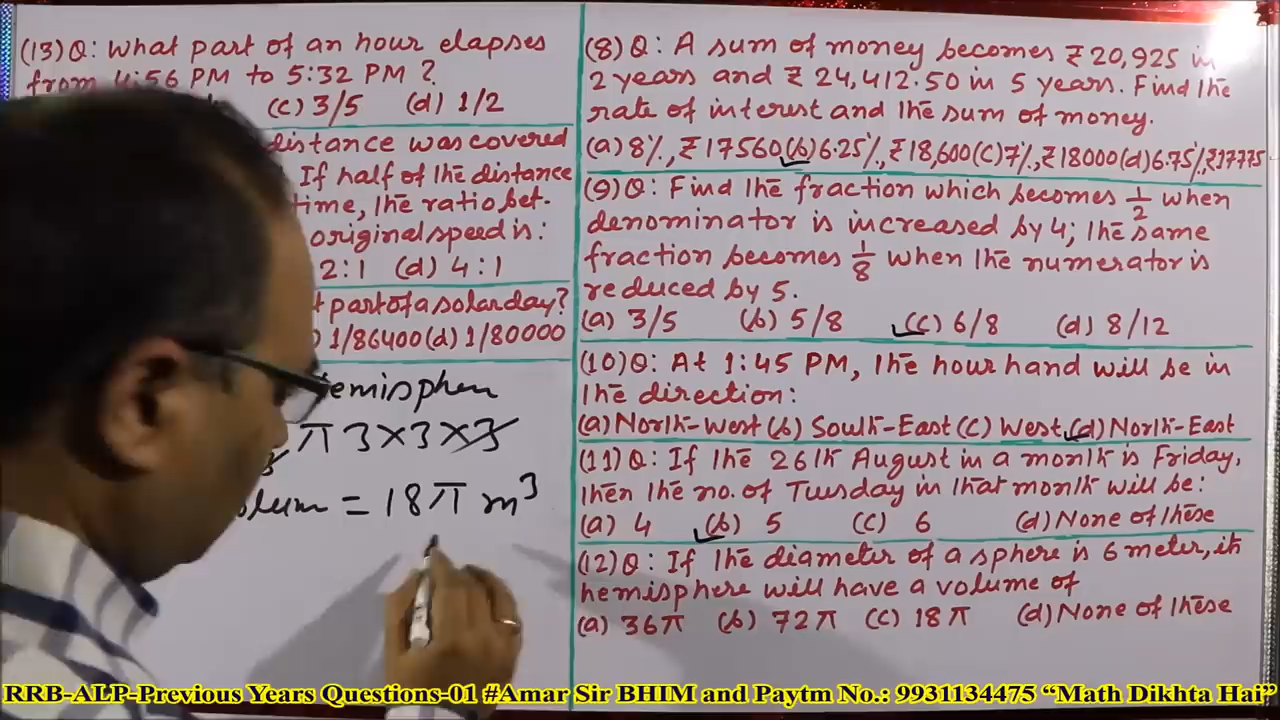 (13) Q: What part of an hour elapses
from 4:56 PM to 5:32 PM ?
(c) 3/5 (d) 1/2
distance was covered
If half of the distance
time, the ratio bet-
original speed is:
2:1 (d) 4:1
part of a solar day?
1/86400 (d) 1/80000
π 3×3×3
3
= 18π m³
(8) Q: A sum of money becomes ₹20,925 in
2 years and ₹ 24,412.50 in 5 years. Find the
rate of interest and the sum of money.
(a) 8%, ₹17560 (b) 6.25%, ₹18,600 (c) 7%, ₹18000 (d) 6.75%, ₹17775
(9) Q: Find the fraction which becomes 1/2 when
denominator is increased by 4; the same
fraction becomes 1/8 when the numerator is
reduced by 5.
(a) 3/5 (b) 5/8 (c) 6/8 (d) 8/12
(10) Q: At 1:45 PM, the hour hand will be in
the direction:
(a) North-West (b) South-East (c) West (d) North-East
(11) Q: If the 26th August in a month is Friday,
then the no. of Tuesday in that month will be:
(a) 4 (b) 5 (c) 6 (d) None of these
(12) Q: If the diameter of a sphere is 6 meter, its
hemisphere will have a volume of
(a) 36π (b) 72π (c) 18π (d) None of these
RRB-ALP-Previous Years Questions-01 #Amar Sir BHIM and Paytm No.: 9931134475 “Math Dikhta Hai”